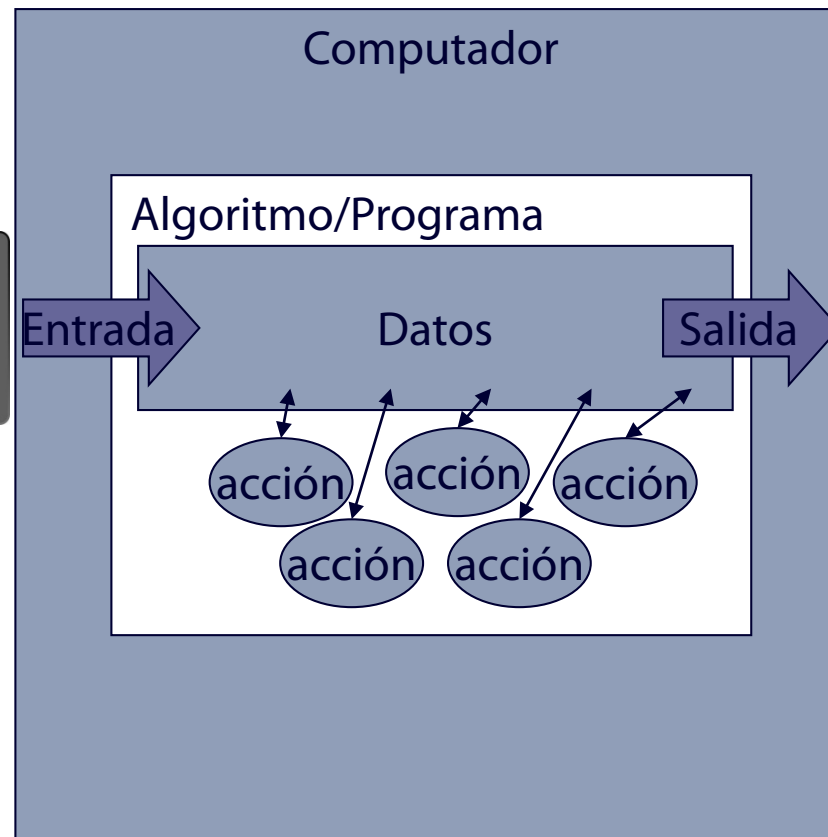 Computador
Algoritmo/Programa
Entrada
Datos
Salida
acción
acción
acción
acción
acción